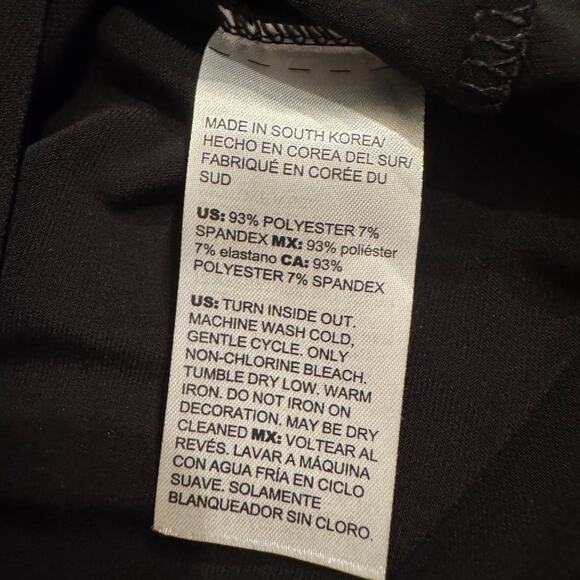 MADE IN SOUTH KOREA/
HECHO EN COREA DEL SUR/
FABRIQUÉ EN CORÉE DU
SUD
US: 93% POLYESTER 7%
SPANDEX MX: 93% poliéster
7% elastano CA: 93%
POLYESTER 7% SPANDEX
US: TURN INSIDE OUT.
MACHINE WASH COLD,
GENTLE CYCLE. ONLY
NON-CHLORINE BLEACH.
TUMBLE DRY LOW. WARM
IRON. DO NOT IRON ON
DECORATION. MAY BE DRY
CLEANED MX: VOLTEAR AL
REVÉS. LAVAR A MÁQUINA
CON AGUA FRÍA EN CICLO
SUAVE. SOLAMENTE
BLANQUEADOR SIN CLORO.